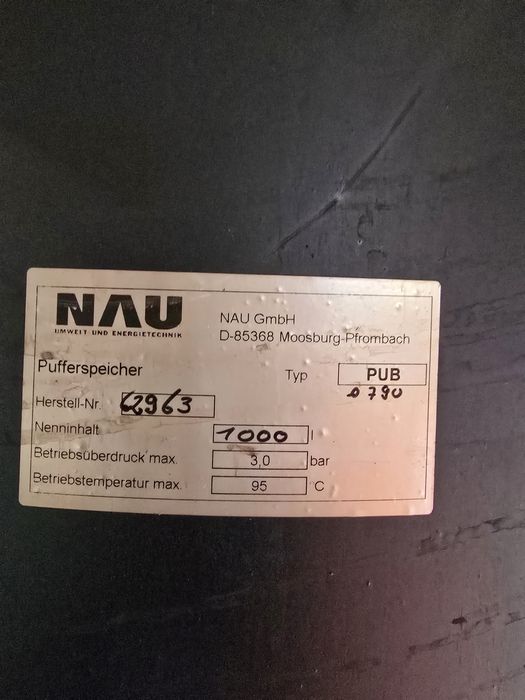 NAU
UMWELT UND ENERGIETECHNIK
NAU GmbH
D-85368 Moosburg-Pfrombach
Pufferspeicher Typ PUB
ø 790
Herstell-Nr. 62963
Nenninhalt 1000 l
Betriebsüberdruck max. 3,0 bar
Betriebstemperatur max. 95 °C